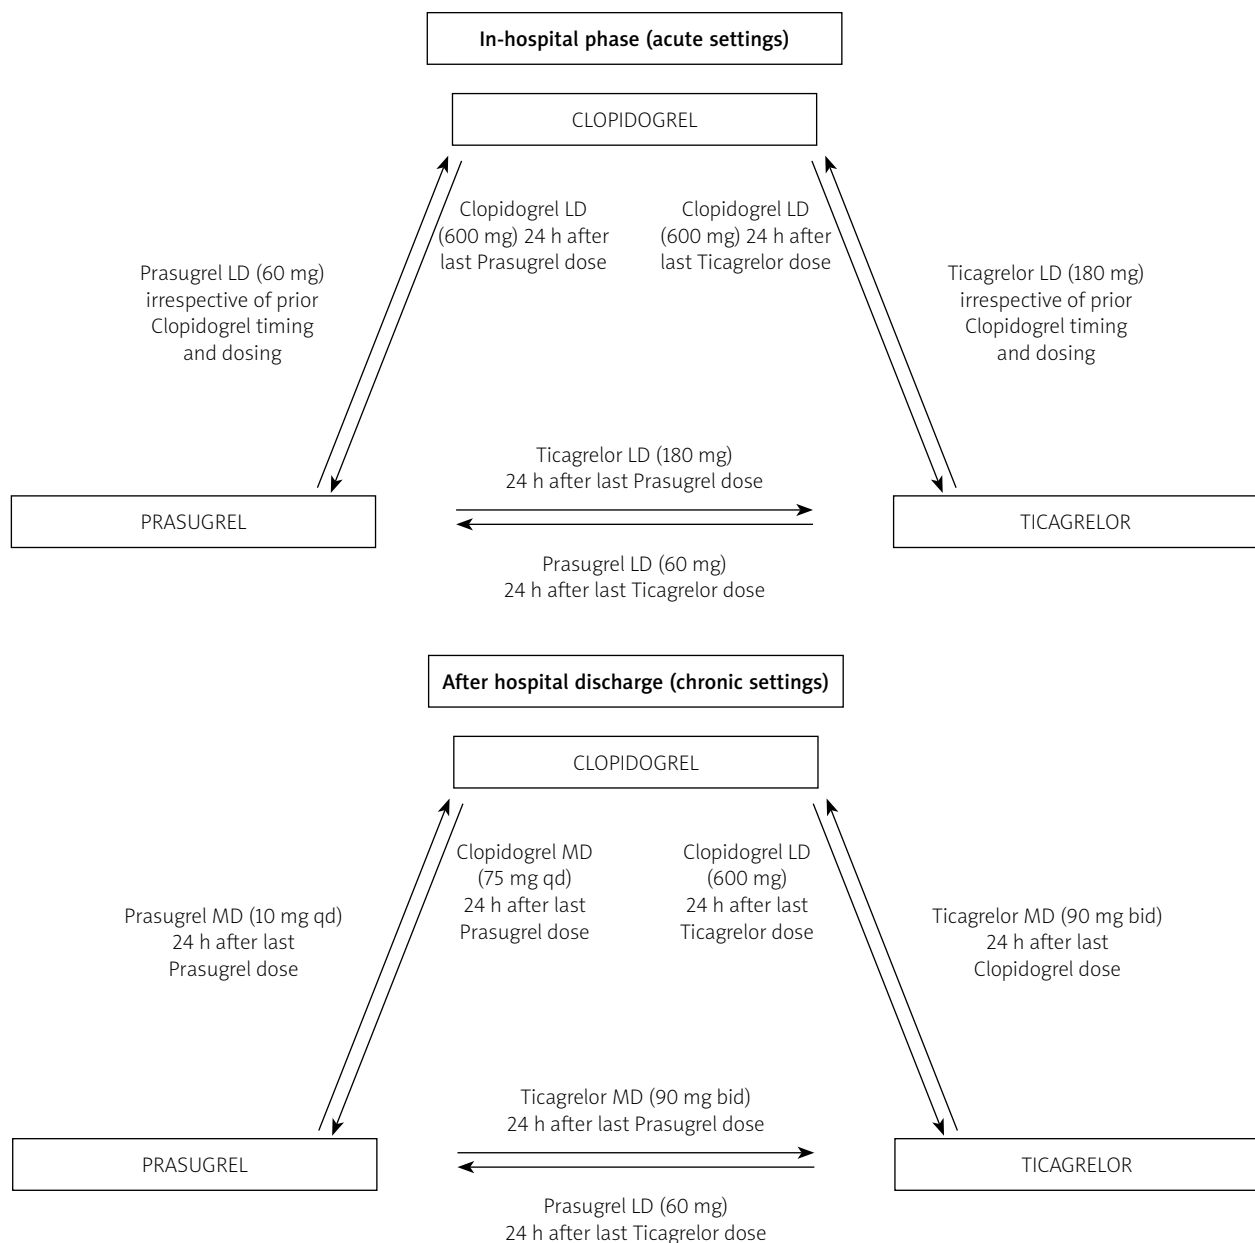 In-hospital phase (acute settings)
CLOPIDOGREL
Clopidogrel LD
(600 mg) 24 h after
last Prasugrel dose
Clopidogrel LD
(600 mg) 24 h after
last Ticagrelor dose
Prasugrel LD (60 mg)
irrespective of prior
Clopidogrel timing
and dosing
Ticagrelor LD (180 mg)
irrespective of prior
Clopidogrel timing
and dosing
Ticagrelor LD (180 mg)
24 h after last Prasugrel dose
PRASUGREL
TICAGRELOR
Prasugrel LD (60 mg)
24 h after last Ticagrelor dose
After hospital discharge (chronic settings)
CLOPIDOGREL
Clopidogrel MD
(75 mg qd)
24 h after last
Prasugrel dose
Clopidogrel LD
(600 mg)
24 h after last
Ticagrelor dose
Prasugrel MD (10 mg qd)
24 h after last
Prasugrel dose
Ticagrelor MD (90 mg bid)
24 h after last
Clopidogrel dose
Ticagrelor MD (90 mg bid)
24 h after last Prasugrel dose
PRASUGREL
TICAGRELOR
Prasugrel LD (60 mg)
24 h after last Ticagrelor dose